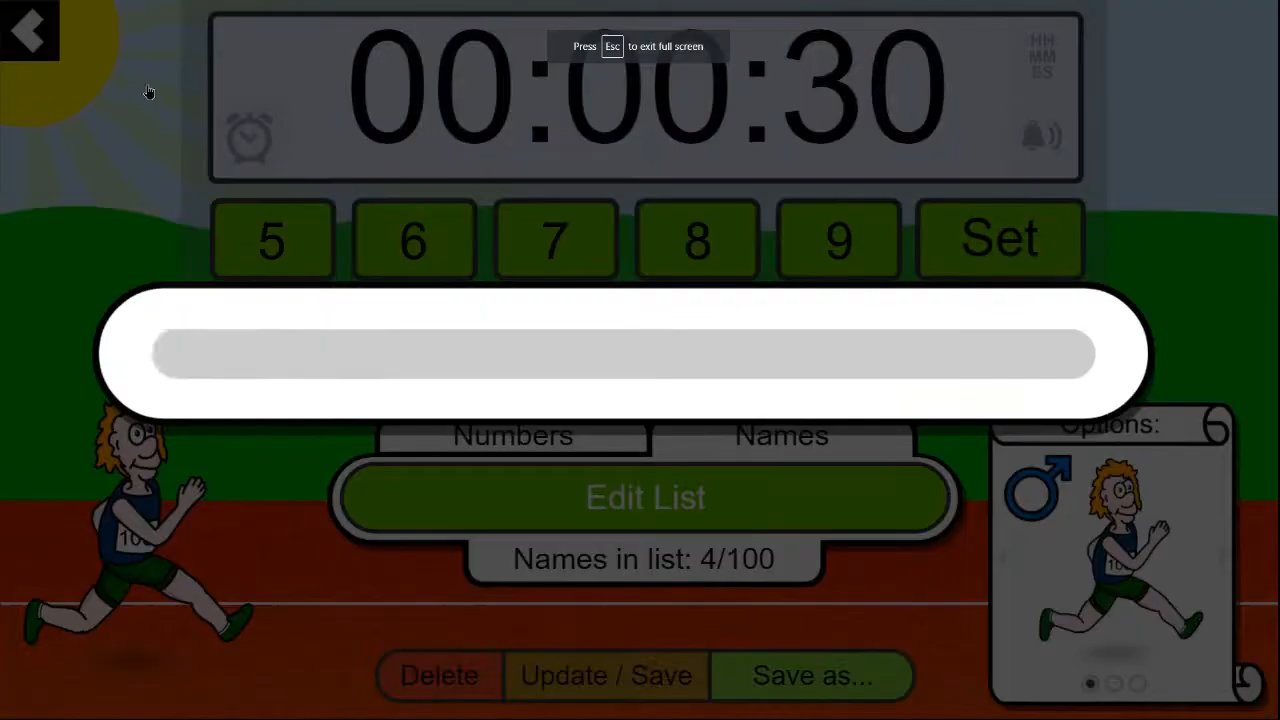 Press Esc to exit full screen
00:00:30
HH
MM
SS
5 6 7 8 9 Set
Numbers Names
Options:
Edit List
Names in list: 4/100
Delete Update / Save Save as...